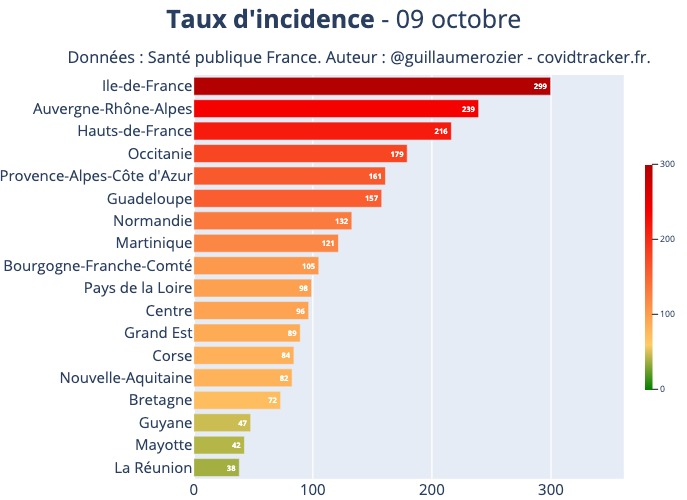 Taux d'incidence - 09 octobre
Données : Santé publique France. Auteur : @guillaumerozier - covidtracker.fr.
Ile-de-France 299
Auvergne-Rhône-Alpes 239
Hauts-de-France 216
Occitanie 179
Provence-Alpes-Côte d'Azur 161
Guadeloupe 157
Normandie 132
Martinique 121
Bourgogne-Franche-Comté 105
Pays de la Loire 98
Centre 96
Grand Est 89
Corse 84
Nouvelle-Aquitaine 82
Bretagne 72
Guyane 47
Mayotte 42
La Réunion 38
0 100 200 300
300
200
100
0